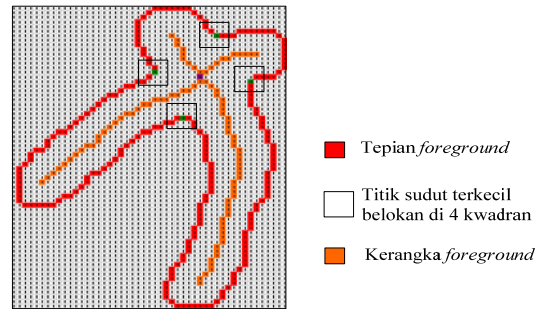 Tepian foreground
Titik sudut terkecil
belokan di 4 kwadran
Kerangka foreground